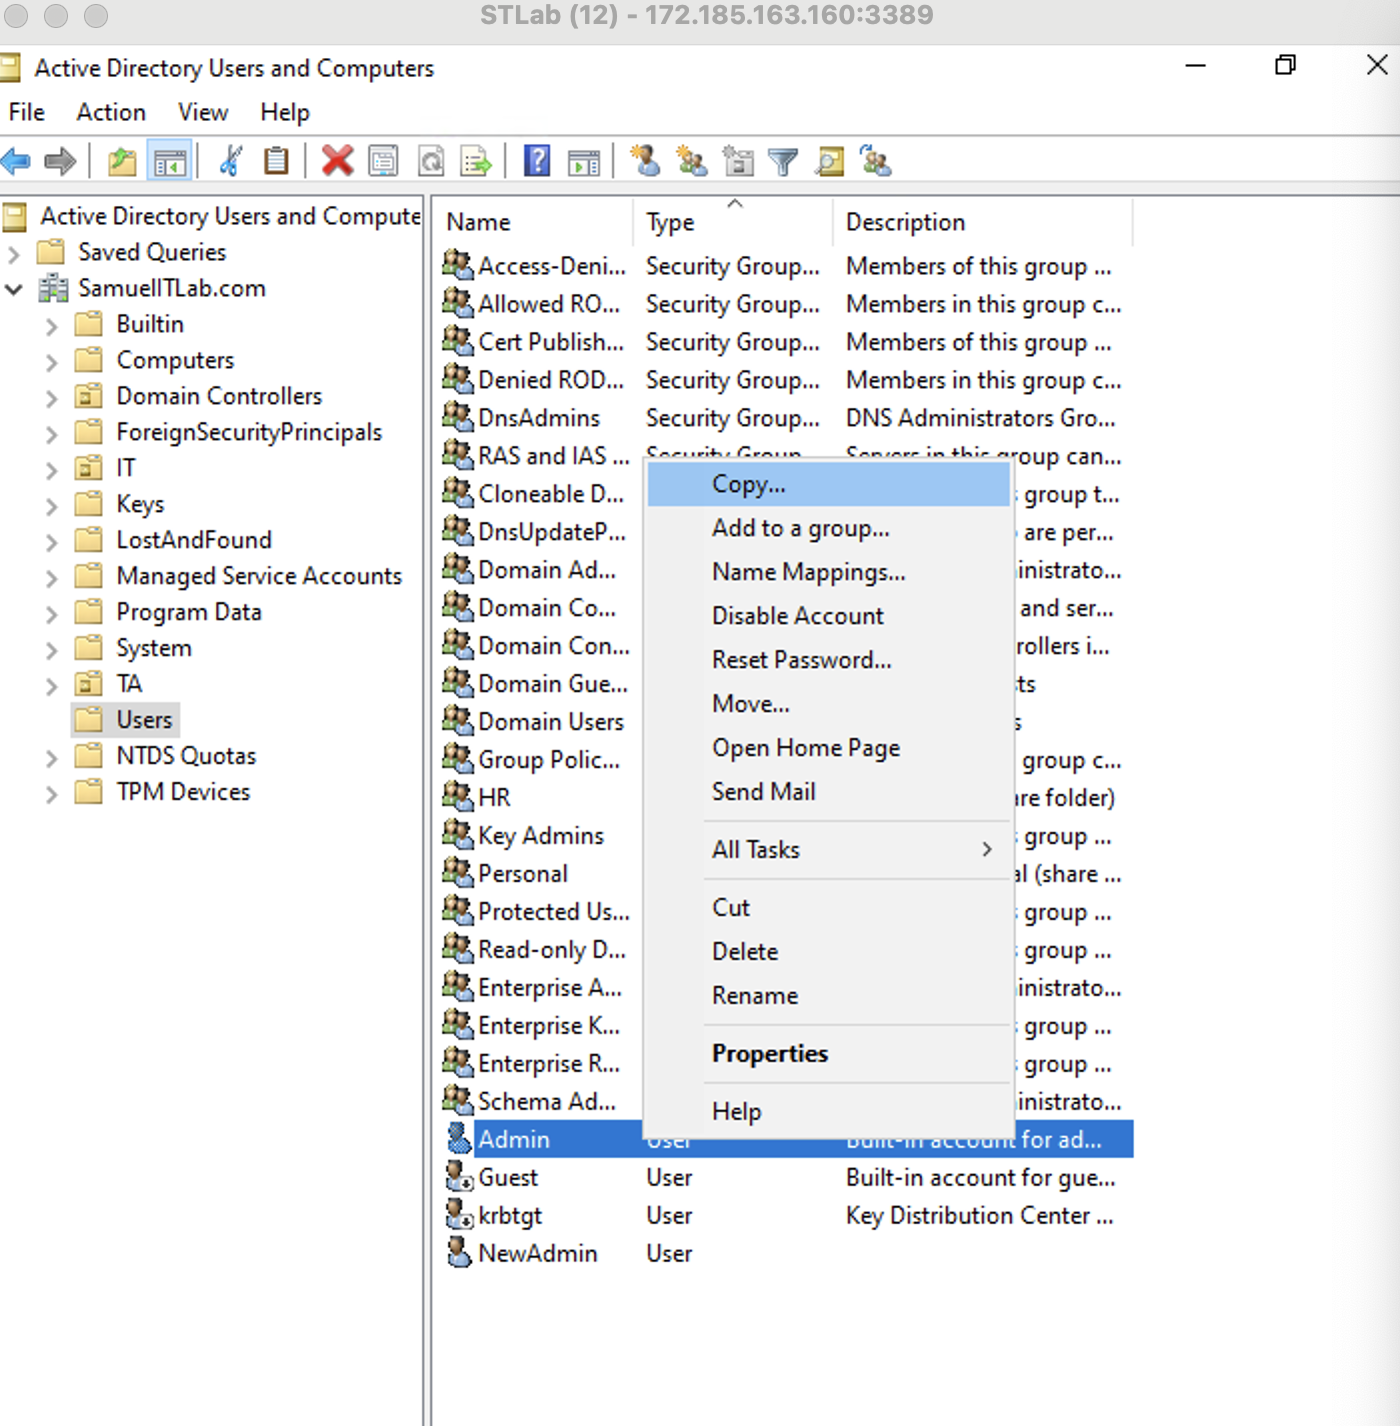 STLab (12) - 172.185.163.160:3389
Active Directory Users and Computers
File Action View Help
Active Directory Users and Compute
Saved Queries
SamuelITLab.com
Builtin
Computers
Domain Controllers
ForeignSecurityPrincipals
IT
Keys
LostAndFound
Managed Service Accounts
Program Data
System
TA
Users
NTDS Quotas
TPM Devices
Name Type Description
Access-Deni... Security Group... Members of this group ...
Allowed RO... Security Group... Members in this group c...
Cert Publish... Security Group... Members of this group ...
Denied ROD... Security Group... Members in this group c...
DnsAdmins Security Group... DNS Administrators Gro...
RAS and IAS ... Security Group... Servers in this group can...
Cloneable D... group t...
DnsUpdateP... are per...
Domain Ad... inistrato...
Domain Co... and ser...
Domain Con... rollers i...
Domain Gue... ts
Domain Users s
Group Polic... group c...
HR re folder)
Key Admins group ...
Personal al (share ...
Protected Us... group ...
Read-only D... group ...
Enterprise A... inistrato...
Enterprise K... group ...
Enterprise R... group ...
Schema Ad... inistrato...
Admin User Built-in account for ad...
Guest User Built-in account for gue...
krbtgt User Key Distribution Center ...
NewAdmin User
Copy...
Add to a group...
Name Mappings...
Disable Account
Reset Password...
Move...
Open Home Page
Send Mail
All Tasks
Cut
Delete
Rename
Properties
Help